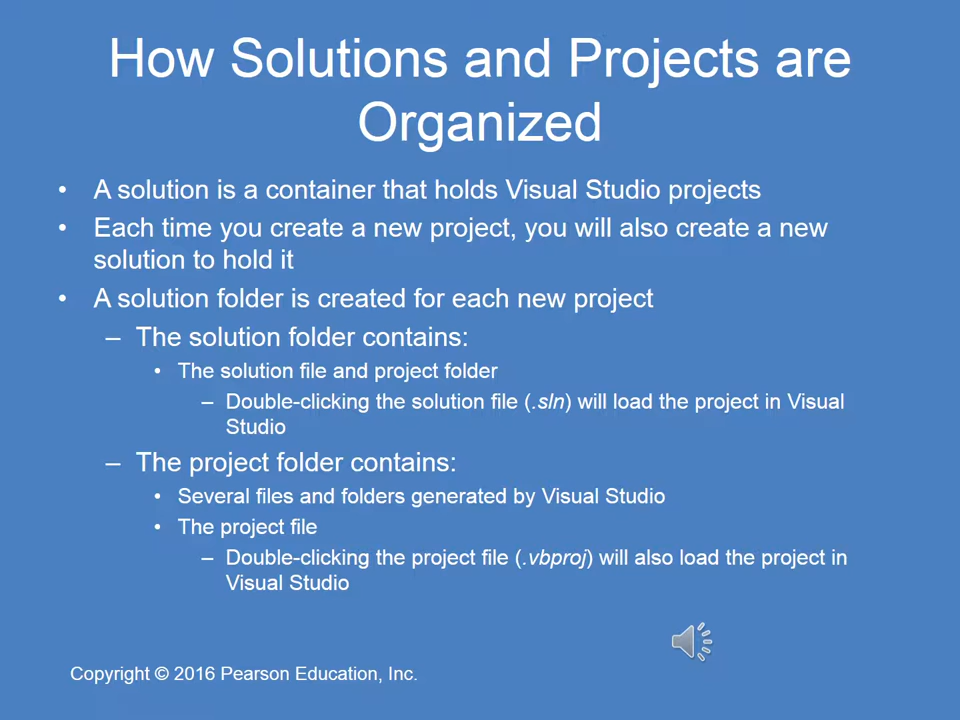 How Solutions and Projects are
Organized
• A solution is a container that holds Visual Studio projects
• Each time you create a new project, you will also create a new
solution to hold it
• A solution folder is created for each new project
– The solution folder contains:
• The solution file and project folder
– Double-clicking the solution file (.sln) will load the project in Visual
Studio
– The project folder contains:
• Several files and folders generated by Visual Studio
• The project file
– Double-clicking the project file (.vbproj) will also load the project in
Visual Studio
Copyright © 2016 Pearson Education, Inc.